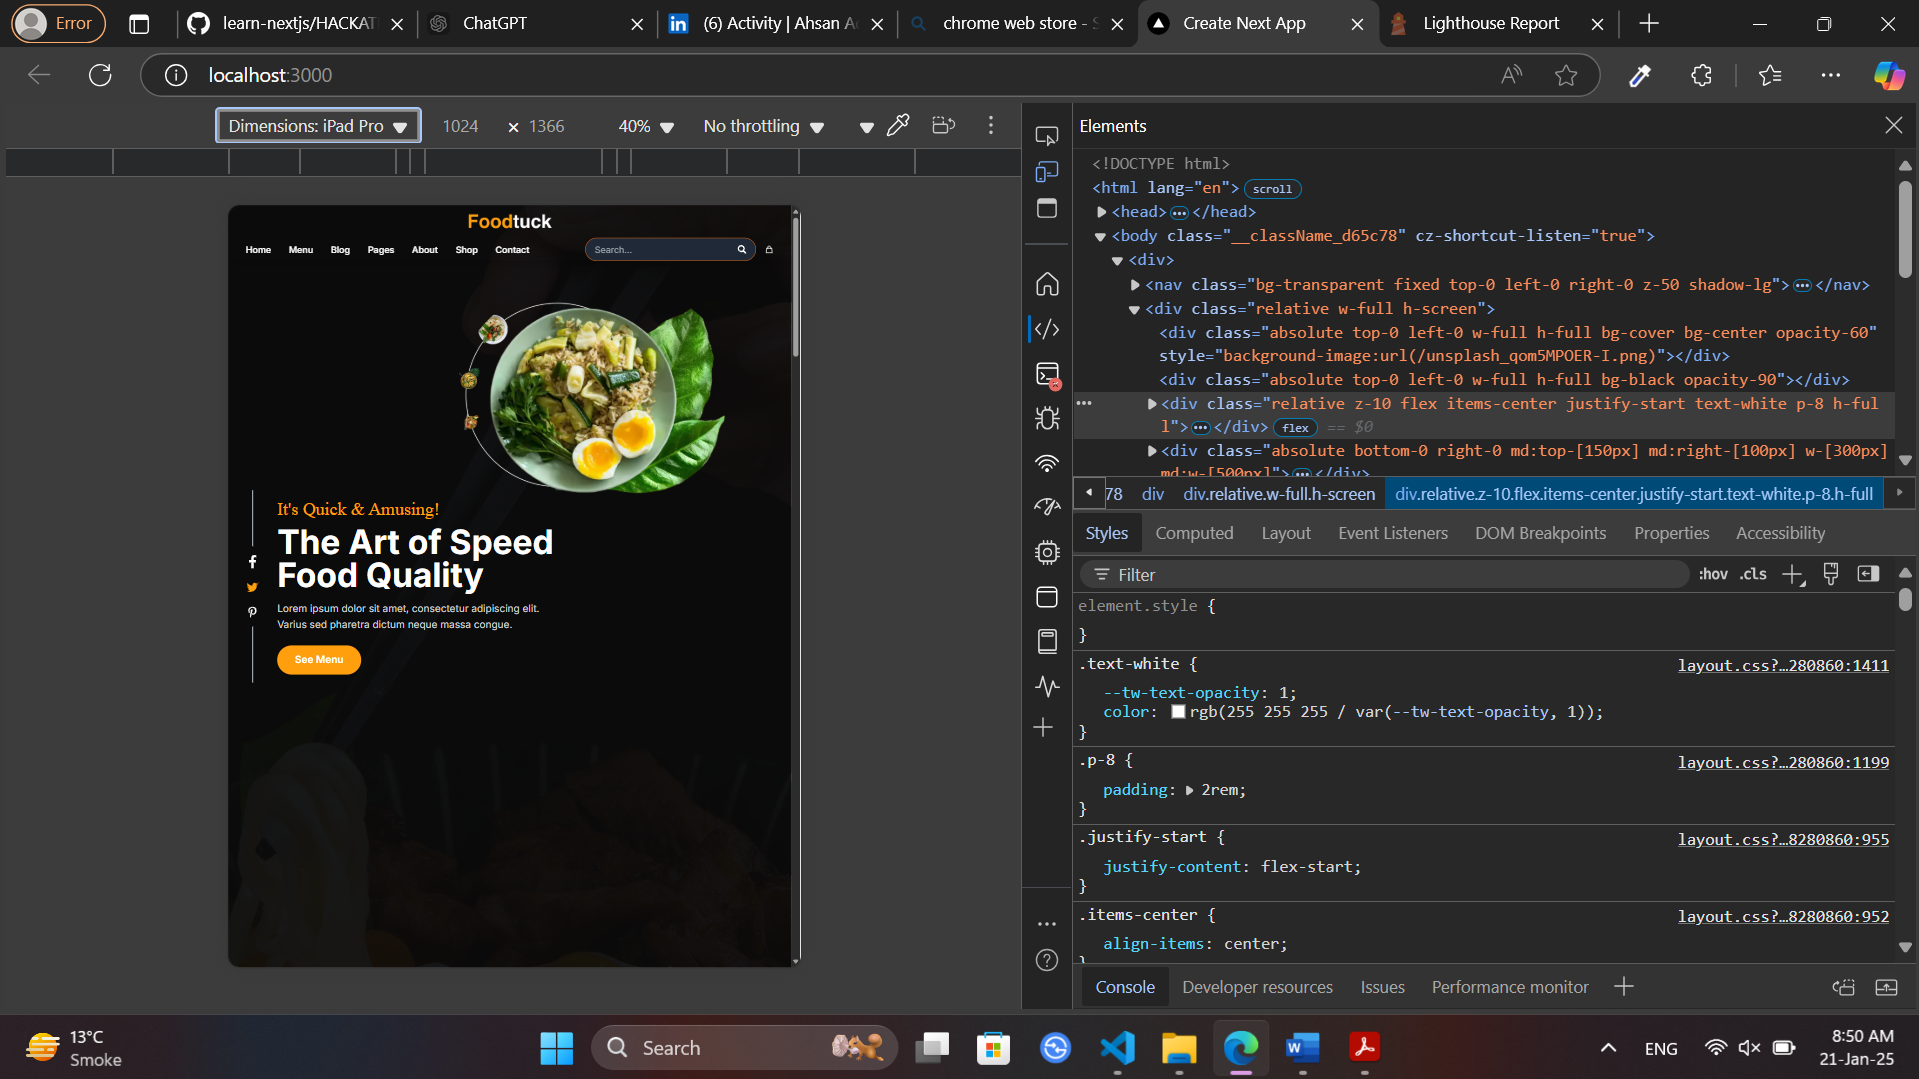 Error
learn-nextjs/HACKAT
ChatGPT
(6) Activity | Ahsan A
chrome web store - S
Create Next App
Lighthouse Report
localhost:3000
Dimensions: iPad Pro
1024 × 1366
40%
No throttling
Foodtuck
Home Menu Blog Pages About Shop Contact
Search...
It's Quick & Amusing!
The Art of Speed
Food Quality
Lorem ipsum dolor sit amet, consectetur adipiscing elit.
Varius sed pharetra dictum neque massa congue.
See Menu
Elements
<!DOCTYPE html>
<html lang="en"> scroll
<head> ··· </head>
<body class="__className_d65c78" cz-shortcut-listen="true">
<div>
<nav class="bg-transparent fixed top-0 left-0 right-0 z-50 shadow-lg"> ··· </nav>
<div class="relative w-full h-screen">
<div class="absolute top-0 left-0 w-full h-full bg-cover bg-center opacity-60"
style="background-image:url(/unsplash_qom5MPOER-I.png)"></div>
<div class="absolute top-0 left-0 w-full h-full bg-black opacity-90"></div>
<div class="relative z-10 flex items-center justify-start text-white p-8 h-ful
l"> ··· </div> flex == $0
<div class="absolute bottom-0 right-0 md:top-[150px] md:right-[100px] w-[300px]
md:w-[500px]"> ··· </div>
78 div div.relative.w-full.h-screen div.relative.z-10.flex.items-center.justify-start.text-white.p-8.h-full
Styles Computed Layout Event Listeners DOM Breakpoints Properties Accessibility
Filter
:hov .cls
element.style {
}
.text-white {
layout.css?…280860:1411
--tw-text-opacity: 1;
color: rgb(255 255 255 / var(--tw-text-opacity, 1));
}
.p-8 {
layout.css?…280860:1199
padding: 2rem;
}
.justify-start {
layout.css?…8280860:955
justify-content: flex-start;
}
.items-center {
layout.css?…8280860:952
align-items: center;
}
Console Developer resources Issues Performance monitor
13°C
Smoke
Search
ENG
8:50 AM
21-Jan-25